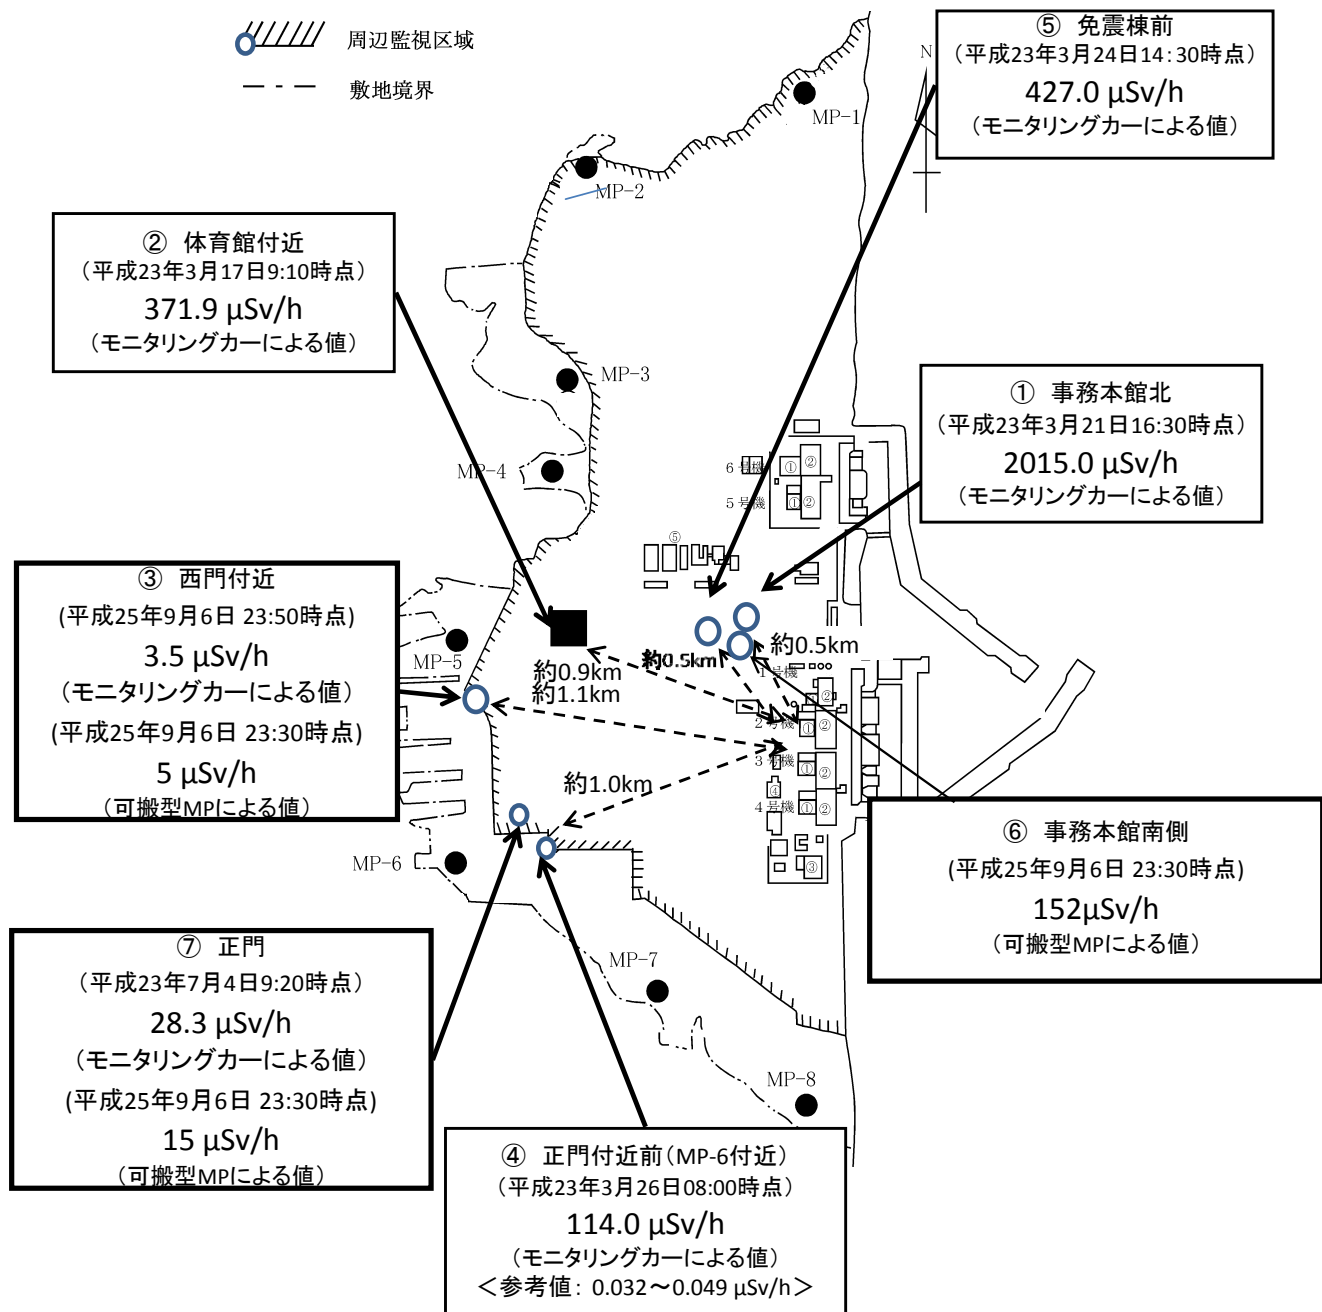 周辺監視区域
敷地境界
⑤ 免震棟前
（平成23年3月24日14:30時点）
427.0 μSv/h
（モニタリングカーによる値）
N
MP-1
MP-2
② 体育館付近
（平成23年3月17日9:10時点）
371.9 μSv/h
（モニタリングカーによる値）
MP-3
① 事務本館北
（平成23年3月21日16:30時点）
2015.0 μSv/h
（モニタリングカーによる値）
MP-4
6号機
①
②
5号機
①
②
⑤
③ 西門付近
(平成25年9月6日 23:50時点)
3.5 μSv/h
（モニタリングカーによる値）
(平成25年9月6日 23:30時点)
5 μSv/h
（可搬型MPによる値）
MP-5
約0.9km
約1.1km
約0.5km
約0.5km
1号機
②
2号機
①
②
3号機
①
②
④
4号機
①
②
③
約1.0km
MP-6
⑥ 事務本館南側
(平成25年9月6日 23:30時点)
152μSv/h
（可搬型MPによる値）
⑦ 正門
（平成23年7月4日9:20時点）
28.3 μSv/h
（モニタリングカーによる値）
(平成25年9月6日 23:30時点)
15 μSv/h
（可搬型MPによる値）
MP-7
MP-8
④ 正門付近前（MP-6付近）
（平成23年3月26日08:00時点）
114.0 μSv/h
（モニタリングカーによる値）
＜参考値：0.032～0.049 μSv/h＞